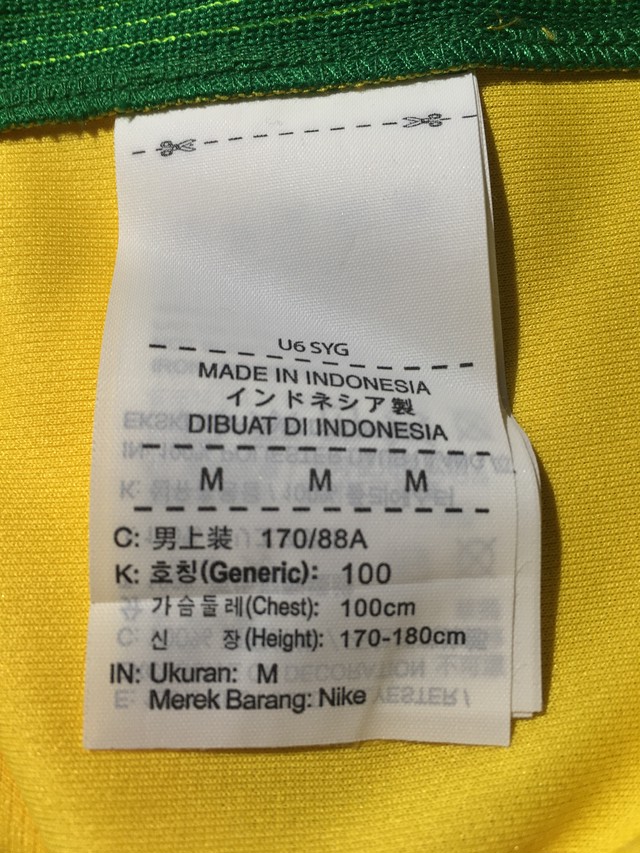 U6 SYG
MADE IN INDONESIA
インドネシア製
DIBUAT DI INDONESIA
M M M
C: 男上装 170/88A
K: 호칭(Generic): 100
가슴둘레(Chest): 100cm
신 장(Height): 170-180cm
IN: Ukuran: M
Merek Barang: Nike